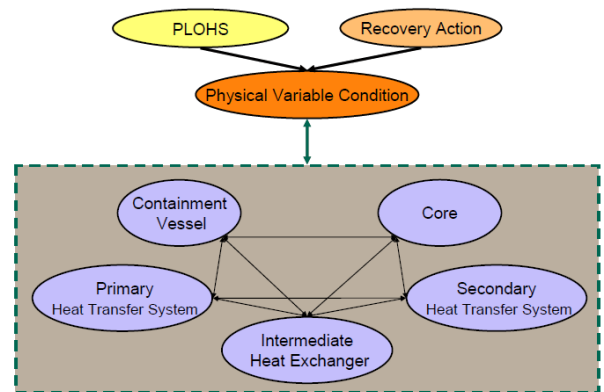 PLOHS
Recovery Action
Physical Variable Condition
Containment
Vessel
Core
Primary
Heat Transfer System
Secondary
Heat Transfer System
Intermediate
Heat Exchanger